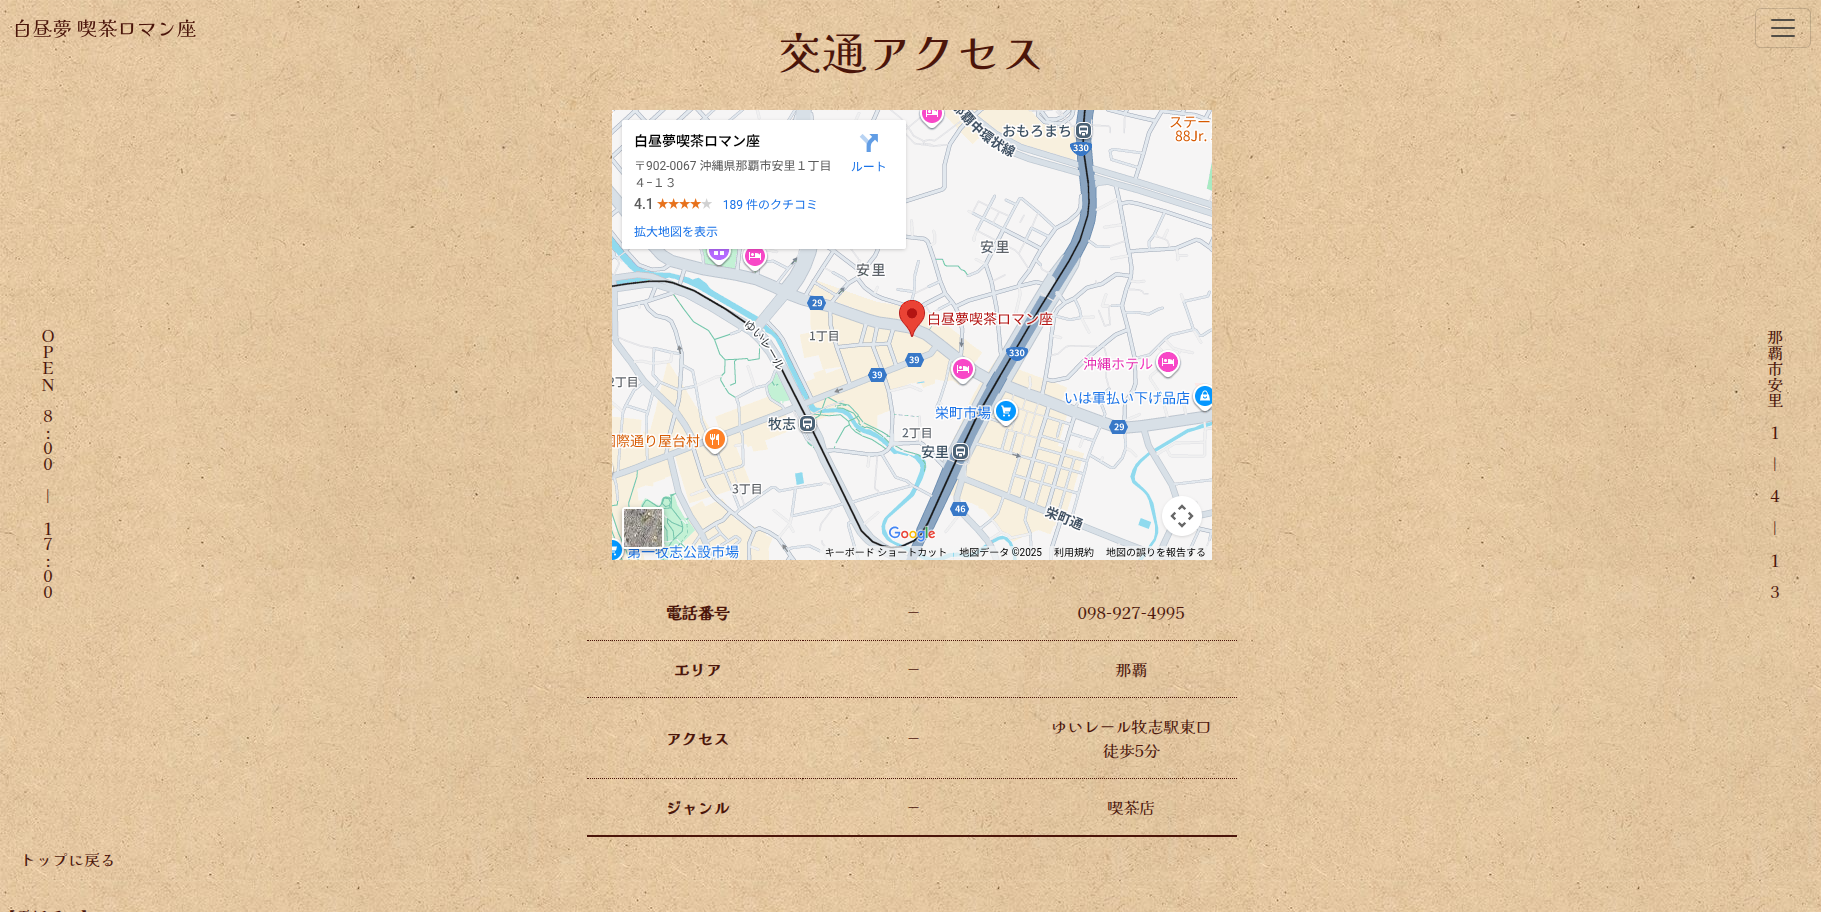 白昼夢 喫茶ロマン座
交通アクセス
白昼夢喫茶ロマン座
〒902-0067 沖縄県那覇市安里１丁目
４−１３
ルート
4.1
189 件のクチコミ
拡大地図を表示
那覇中環状線
おもろまち
330
ステー
88Jr.
安里
安里
29
ゆいレール
1丁目
白昼夢喫茶ロマン座
39
39
330
沖縄ホテル
2丁目
いは軍払い下げ品店
栄町市場
牧志
2丁目
29
国際通り屋台村
安里
3丁目
46
栄町通
Google
第一牧志公設市場
キーボード ショートカット
地図データ ©2025
利用規約
地図の誤りを報告する
OPEN 8:00 ｜ 17:00
那覇市安里 1 ｜ 4 ｜ 13
電話番号 − 098-927-4995
エリア − 那覇
アクセス − ゆいレール牧志駅東口
徒歩5分
ジャンル − 喫茶店
トップに戻る